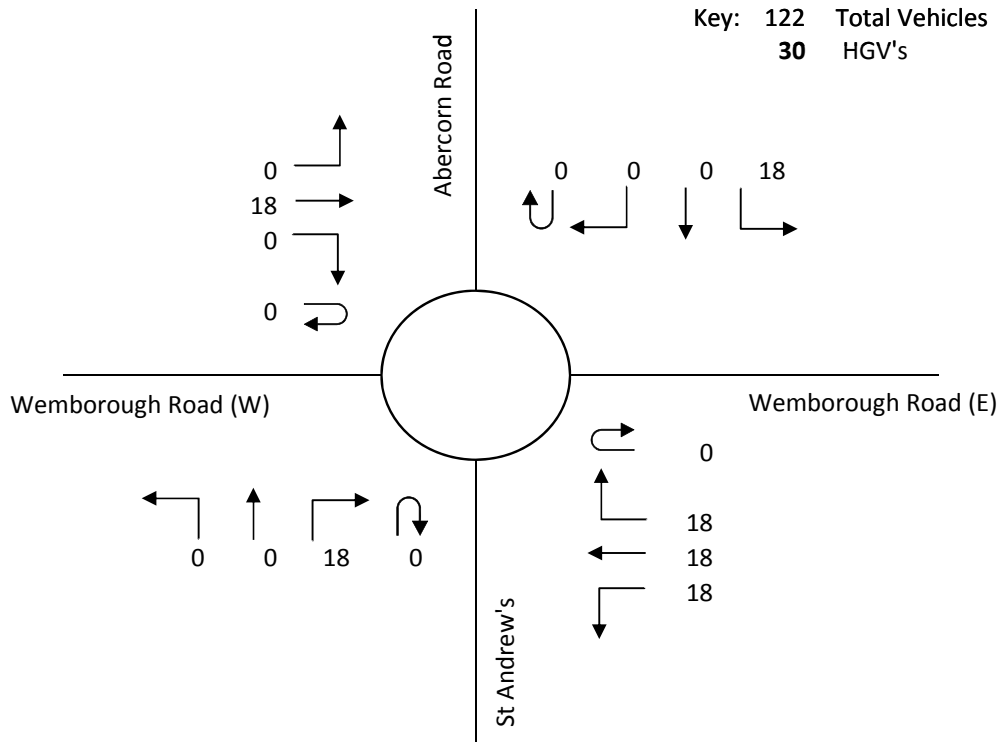 Key: 122 Total Vehicles
30 HGV's
Abercorn Road
0
18
0
0
0 0 0 18
Wemborough Road (W)
Wemborough Road (E)
0
18
18
18
0 0 18 0
St Andrew's